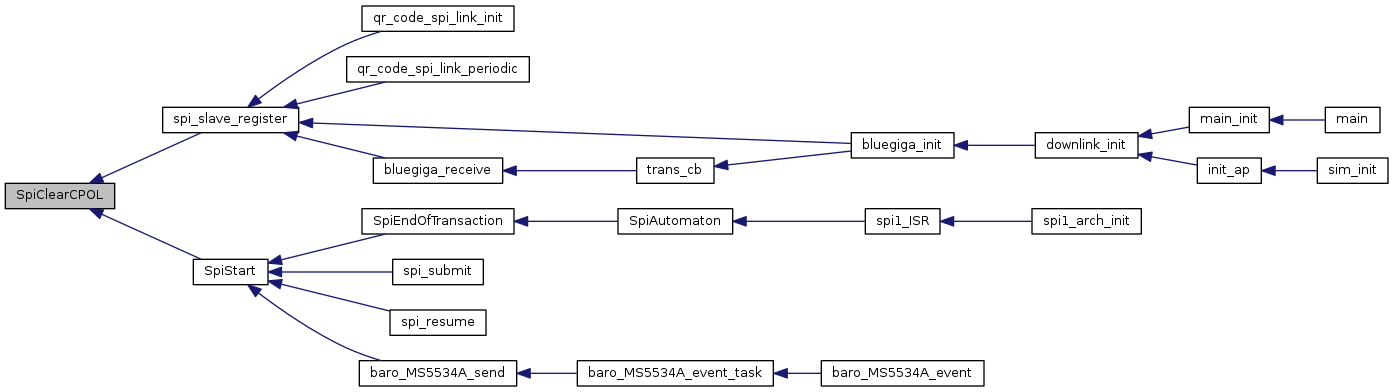 qr_code_spi_link_init
qr_code_spi_link_periodic
spi_slave_register
main_init
main
bluegiga_init
downlink_init
bluegiga_receive
trans_cb
init_ap
sim_init
SpiClearCPOL
SpiEndOfTransaction
SpiAutomaton
spi1_ISR
spi1_arch_init
SpiStart
spi_submit
spi_resume
baro_MS5534A_send
baro_MS5534A_event_task
baro_MS5534A_event